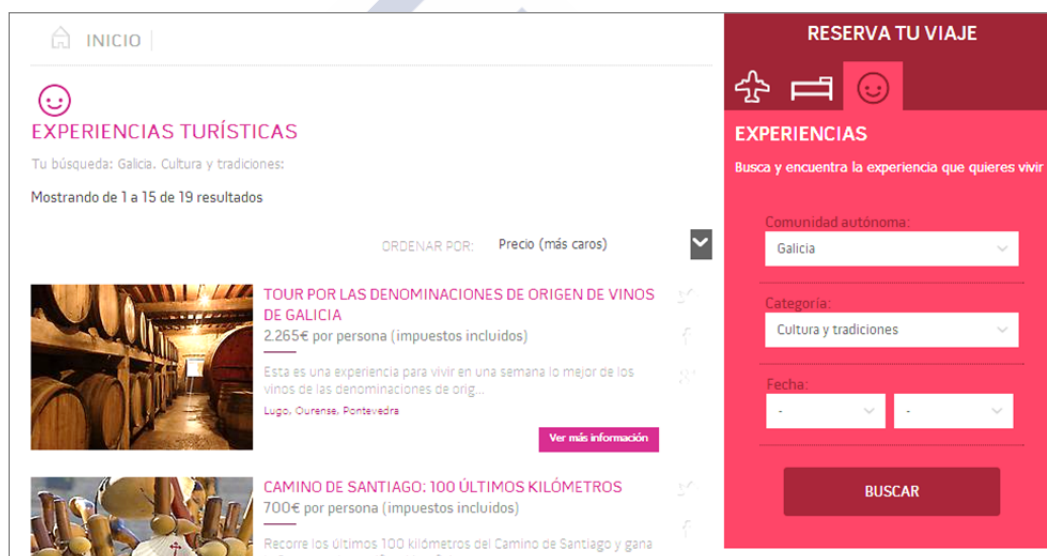 INICIO
EXPERIENCIAS TURÍSTICAS
Tu búsqueda: Galicia. Cultura y tradiciones:
Mostrando de 1 a 15 de 19 resultados
ORDENAR POR: Precio (más caros)
TOUR POR LAS DENOMINACIONES DE ORIGEN DE VINOS
DE GALICIA
2.265€ por persona (impuestos incluidos)
Esta es una experiencia para vivir en una semana lo mejor de los
vinos de las denominaciones de orig...
Lugo, Ourense, Pontevedra
Ver más información
CAMINO DE SANTIAGO: 100 ÚLTIMOS KILÓMETROS
700€ por persona (impuestos incluidos)
Recorre los últimos 100 kilómetros del Camino de Santiago y gana
RESERVA TU VIAJE
EXPERIENCIAS
Busca y encuentra la experiencia que quieres vivir
Comunidad autónoma:
Galicia
Categoría:
Cultura y tradiciones
Fecha:
- -
BUSCAR